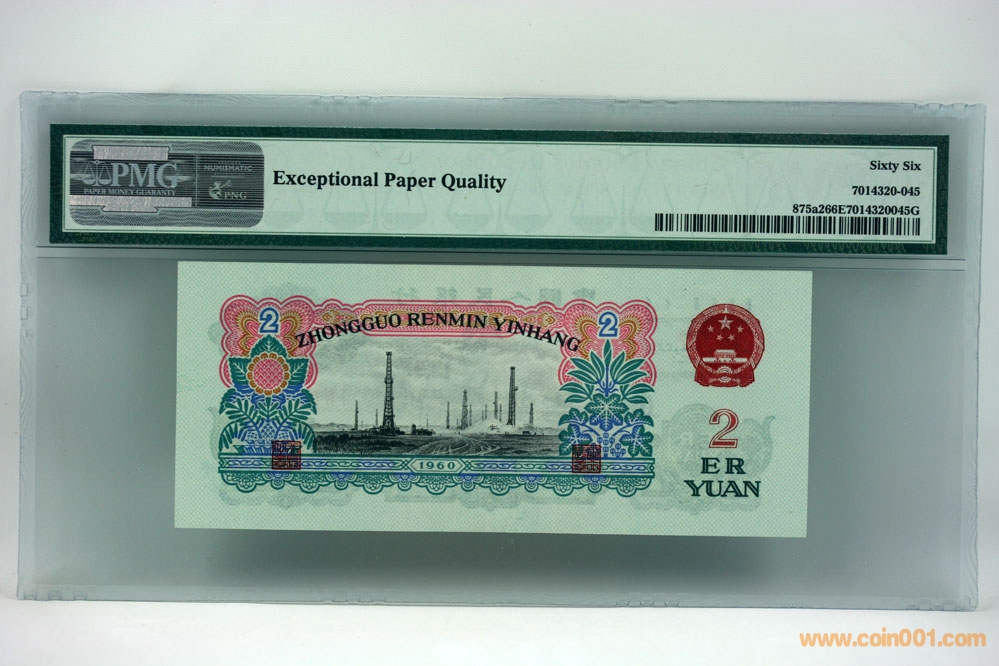 PMG
PAPER MONEY GUARANTY
NUMISMATIC
PNG
Exceptional Paper Quality
Sixty Six
7014320-045
875a266E7014320045G
2
2
ZHONGGUO RENMIN YINHANG
1960
2
ER
YUAN
www.coin001.com